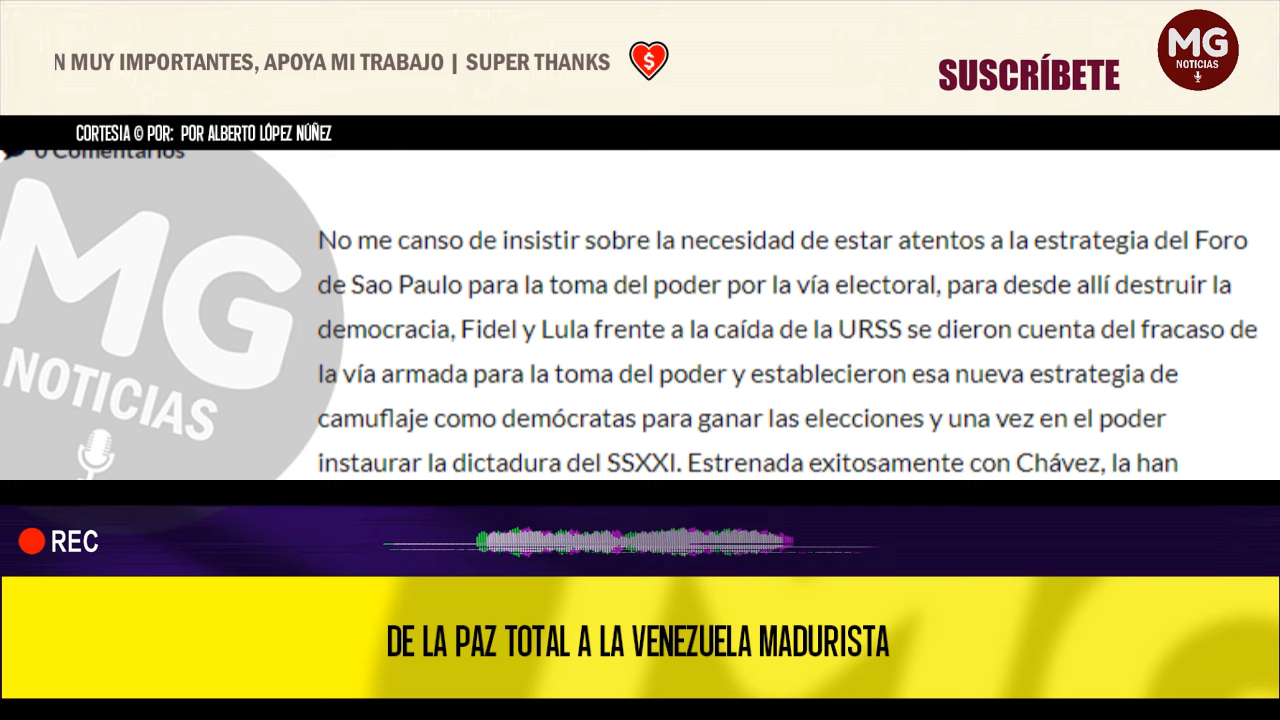 N MUY IMPORTANTES, APOYA MI TRABAJO | SUPER THANKS
$
SUSCRÍBETE
MG
NOTICIAS
CORTESIA © POR: POR ALBERTO LÓPEZ NÚÑEZ
0 Comentarios
MG
NOTICIAS
No me canso de insistir sobre la necesidad de estar atentos a la estrategia del Foro
de Sao Paulo para la toma del poder por la vía electoral, para desde allí destruir la
democracia, Fidel y Lula frente a la caída de la URSS se dieron cuenta del fracaso de
la vía armada para la toma del poder y establecieron esa nueva estrategia de
camuflaje como demócratas para ganar las elecciones y una vez en el poder
instaurar la dictadura del SSXXI. Estrenada exitosamente con Chávez, la han
REC
DE LA PAZ TOTAL A LA VENEZUELA MADURISTA